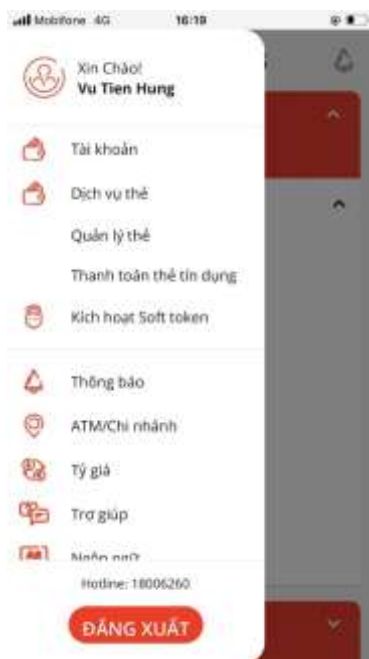 Mobifone 4G 16:19
Xin Chào!
Vu Tien Hung
Tài khoản
Dịch vụ thẻ
Quản lý thẻ
Thanh toán thẻ tín dụng
Kích hoạt Soft token
Thông báo
ATM/Chi nhánh
Tỷ giá
Trợ giúp
Ngôn ngữ
Hotline: 18006260
ĐĂNG XUẤT